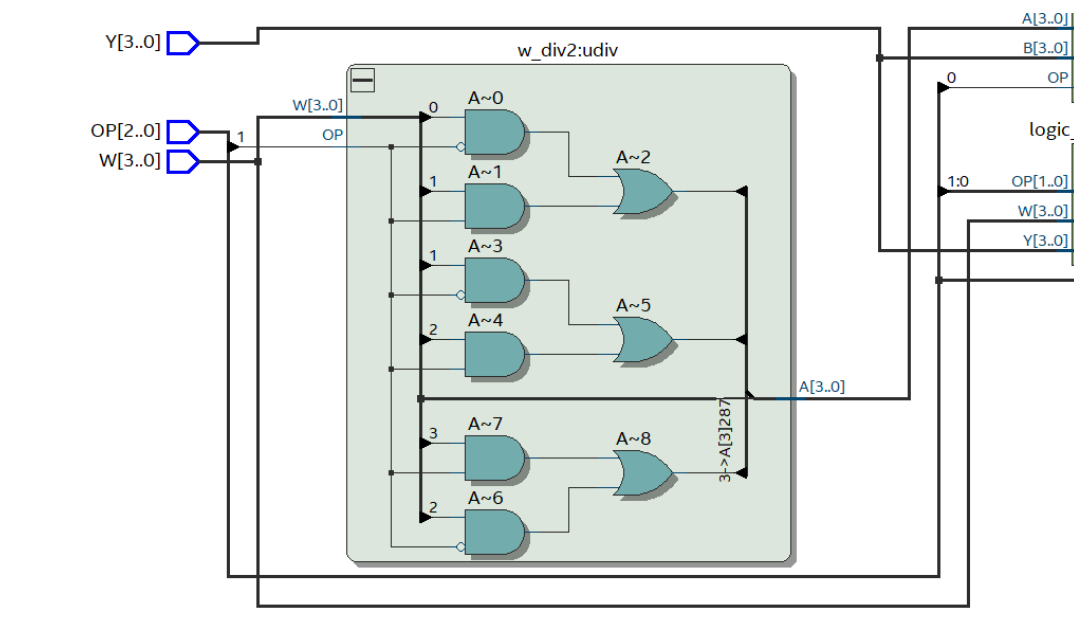 A[3..0]
Y[3..0]
w_div2:udiv
B[3..0]
0
OP
A~0
W[3..0]
0
OP[2..0]
1
OP
logic_
W[3..0]
A~2
A~1
1
1:0
OP[1..0]
W[3..0]
A~3
1
Y[3..0]
A~5
A~4
2
A[3..0]
3->A[3]287
A~7
3
A~8
A~6
2